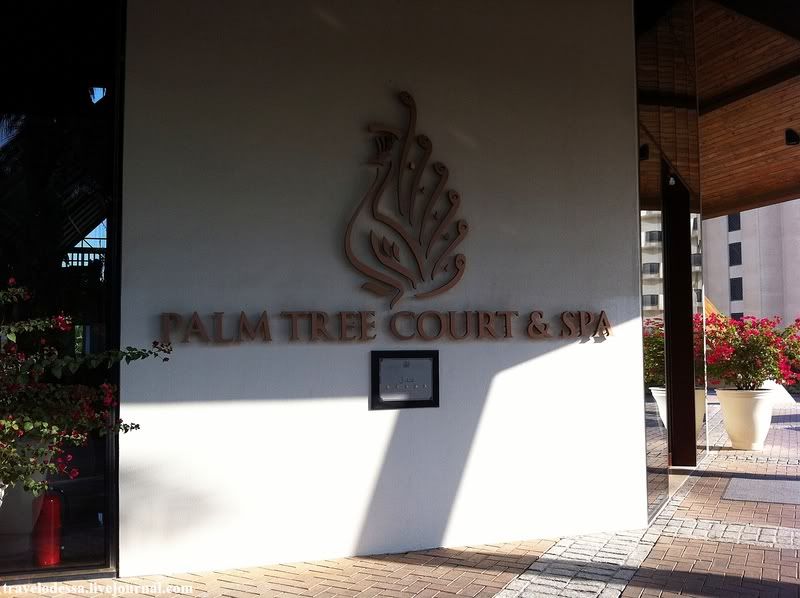 PALM TREE COURT & SPA
travelodessa.livejournal.com